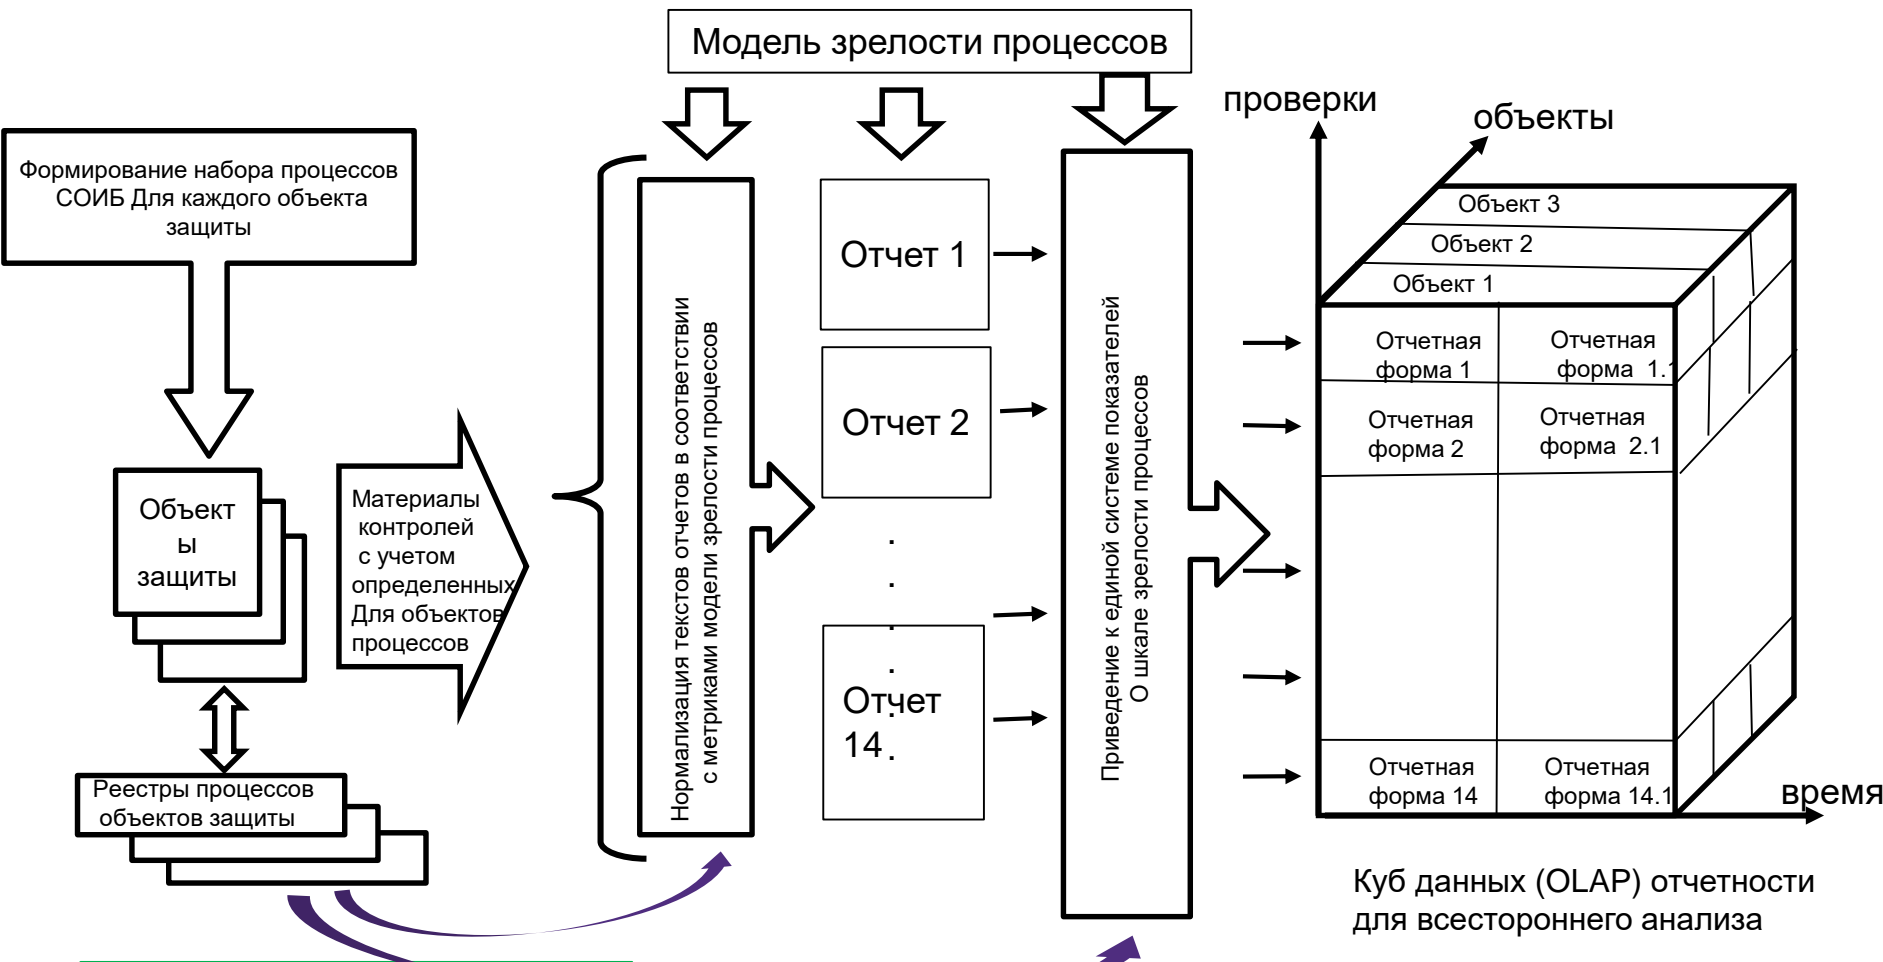 Модель зрелости процессов
Формирование набора процессов
СОИБ Для каждого объекта
защиты
Объект
ы
защиты
Реестры процессов
объектов защиты
Материалы
контролей
с учетом
определенных
Для объектов
процессов
Нормализация текстов отчетов в соответствии
с метриками модели зрелости процессов
Отчет 1
Отчет 2
.
.
.
.
.
.
Отчет
14
Приведение к единой системе показателей
О шкале зрелости процессов
проверки
объекты
Объект 3
Объект 2
Объект 1
Отчетная
форма 1
Отчетная
форма 1.1
Отчетная
форма 2
Отчетная
форма 2.1
Отчетная
форма 14
Отчетная
форма 14.1
время
Куб данных (OLAP) отчетности
для всестороннего анализа